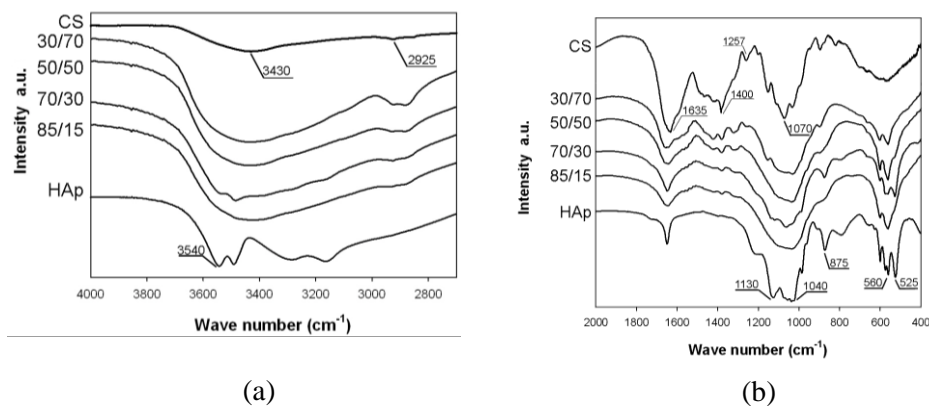 CS
30/70
50/50
70/30
85/15
HAp
3430
2925
3540
Intensity a.u.
4000 3800 3600 3400 3200 3000 2800
Wave number (cm⁻¹)
(a)
CS
30/70
50/50
70/30
85/15
HAp
1257
1635
1400
1070
1130
1040
875
560
525
Intensity a.u.
2000 1800 1600 1400 1200 1000 800 600 400
Wave number (cm⁻¹)
(b)